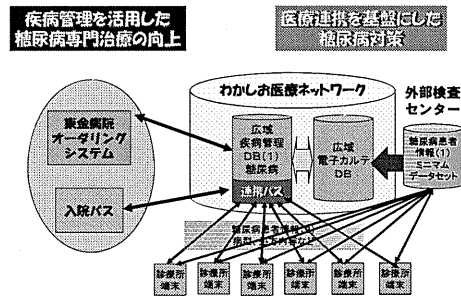 疾病管理を活用した
糖尿病専門治療の向上
医療連携を基盤にした
糖尿病対策
わかしお医療ネットワーク
外部検査
センター
東金病院
オーダリング
システム
入院パス
広域
疾病管理
DB(1)
糖尿病
連携パス
広域
電子カルテ
DB
糖尿病患者
情報(1)
ミニマム
データセット
糖尿病患者情報
診療所
端末
診療所
端末
診療所
端末
診療所
端末
診療所
端末
診療所
端末